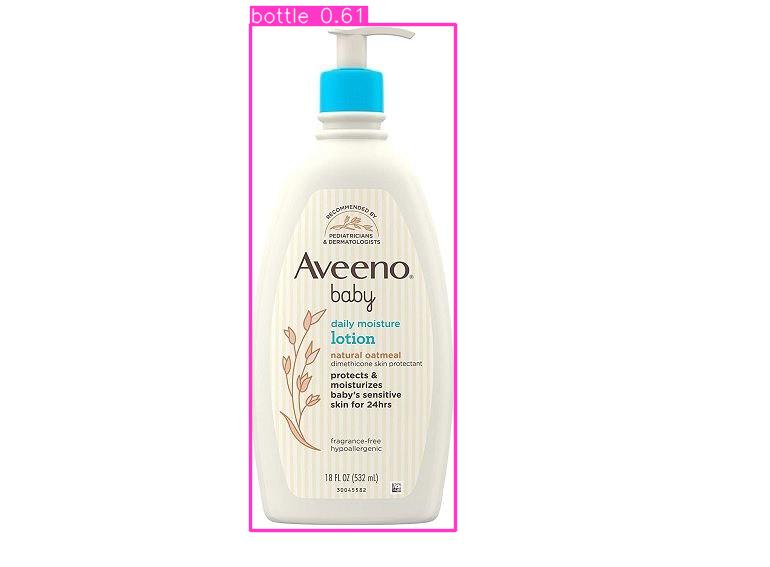 bottle 0.61
RECOMMENDED BY
PEDIATRICIANS
& DERMATOLOGISTS
Aveeno®
baby
daily moisture
lotion
natural oatmeal
dimethicone skin protectant
protects &
moisturizes
baby's sensitive
skin for 24hrs
fragrance-free
hypoallergenic
18 FL OZ (532 mL)
30045582